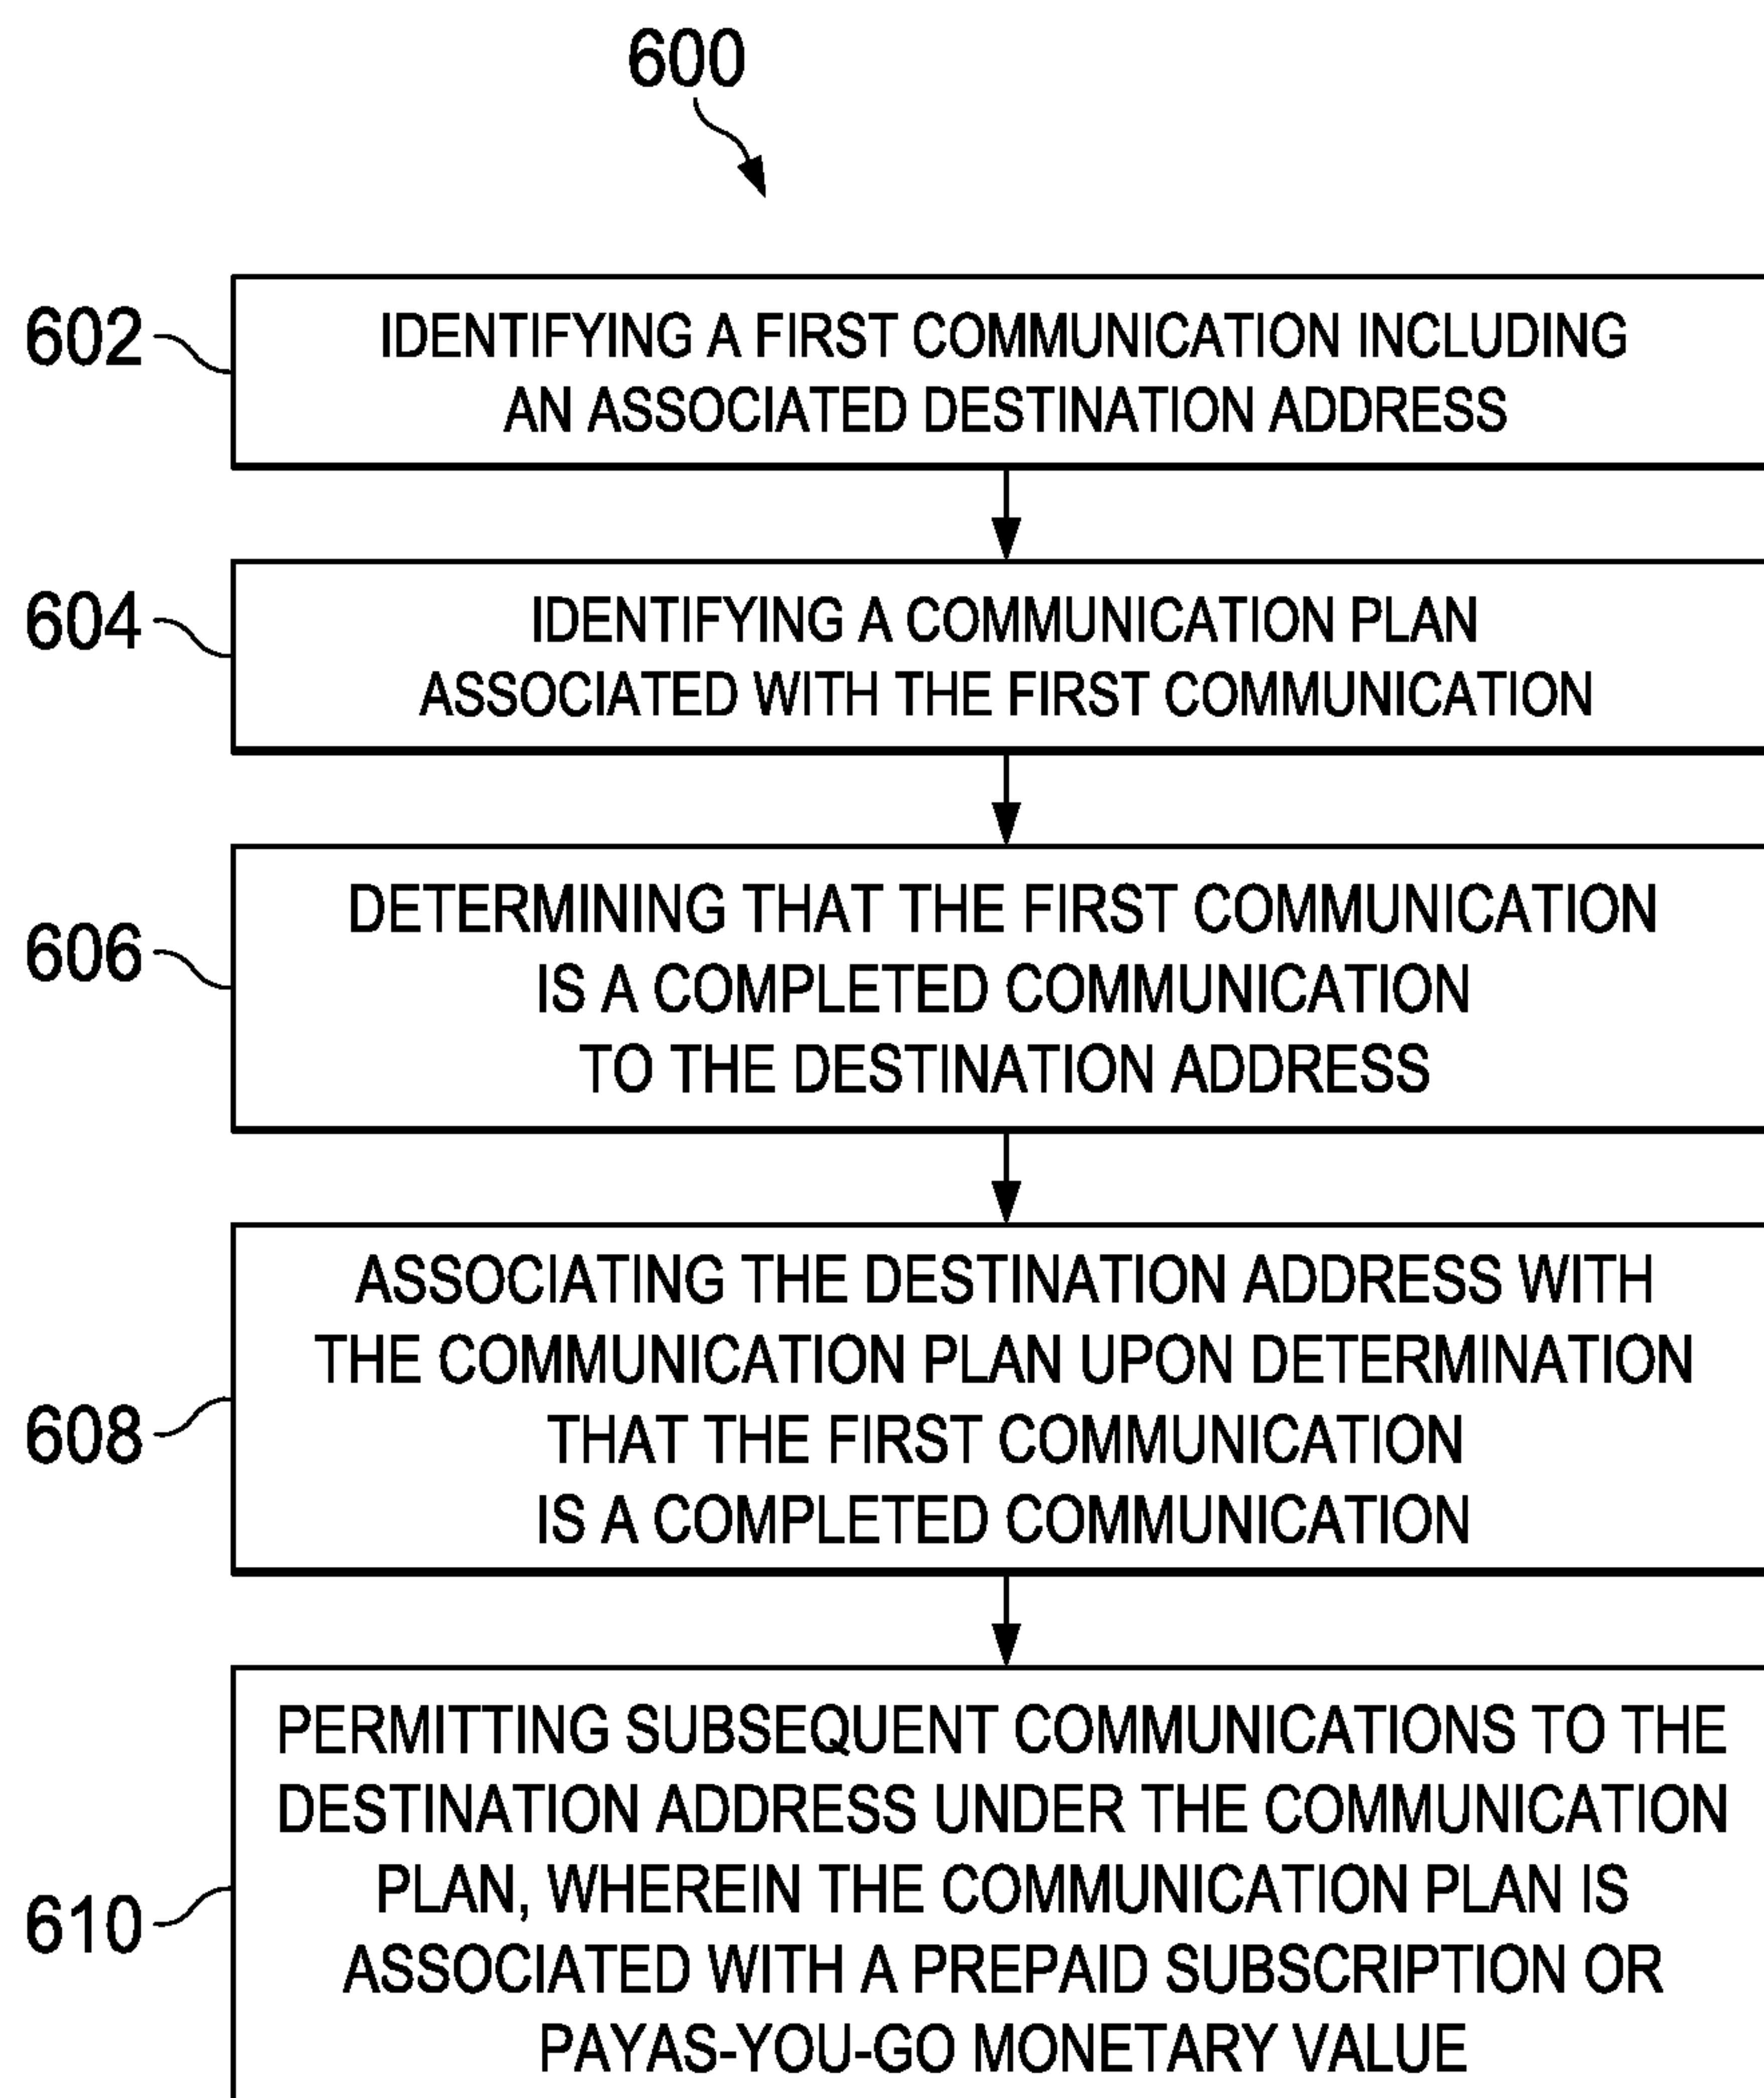 600
602
IDENTIFYING A FIRST COMMUNICATION INCLUDING
AN ASSOCIATED DESTINATION ADDRESS
604
IDENTIFYING A COMMUNICATION PLAN
ASSOCIATED WITH THE FIRST COMMUNICATION
606
DETERMINING THAT THE FIRST COMMUNICATION
IS A COMPLETED COMMUNICATION
TO THE DESTINATION ADDRESS
608
ASSOCIATING THE DESTINATION ADDRESS WITH
THE COMMUNICATION PLAN UPON DETERMINATION
THAT THE FIRST COMMUNICATION
IS A COMPLETED COMMUNICATION
610
PERMITTING SUBSEQUENT COMMUNICATIONS TO THE
DESTINATION ADDRESS UNDER THE COMMUNICATION
PLAN, WHEREIN THE COMMUNICATION PLAN IS
ASSOCIATED WITH A PREPAID SUBSCRIPTION OR
PAYAS-YOU-GO MONETARY VALUE